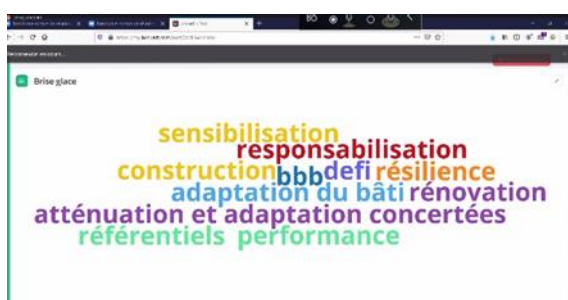 Brise glace
sensibilisation
responsabilisation
construction bbb defi résilience
adaptation du bâti rénovation
atténuation et adaptation concertées
référentiels performance